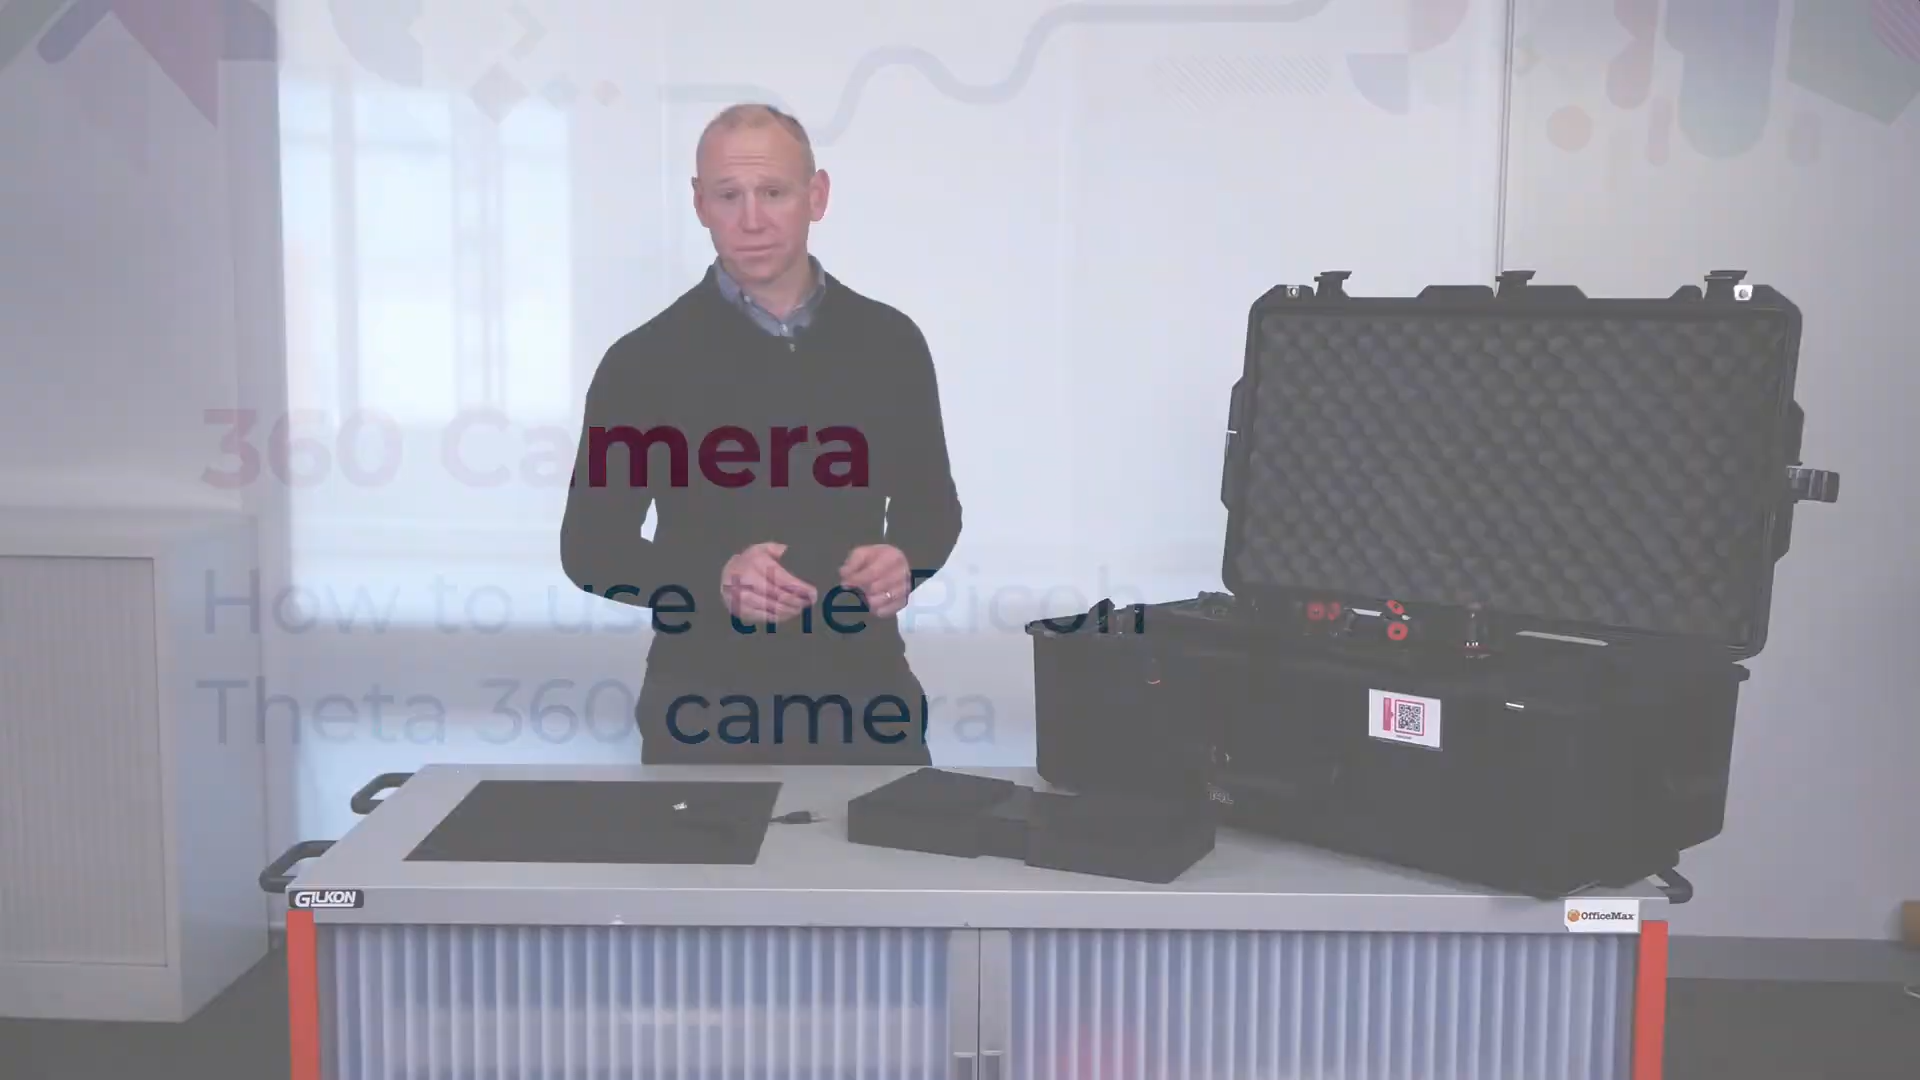 360 Camera
How to use the Ricoh
Theta 360 camera
GILKON
OfficeMax